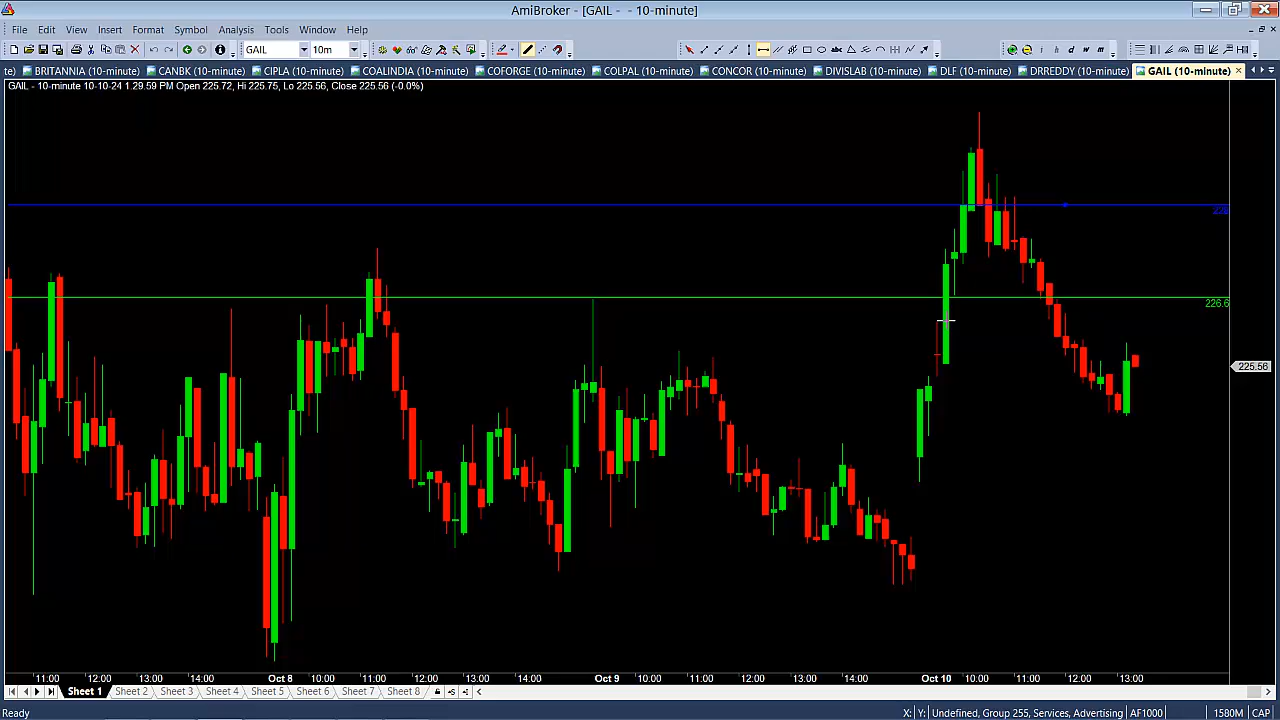 AmiBroker - [GAIL - - 10-minute]
File Edit View Insert Format Symbol Analysis Tools Window Help
GAIL 10m
te) BRITANNIA (10-minute) CANBK (10-minute) CIPLA (10-minute) COALINDIA (10-minute) COFORGE (10-minute) COLPAL (10-minute) CONCOR (10-minute) DIVISLAB (10-minute) DLF (10-minute) DRREDDY (10-minute) GAIL (10-minute)
GAIL - 10-minute 10-10-24 1.29.59 PM Open 225.72, Hi 225.75, Lo 225.56, Close 225.56 (-0.0%)
228
226.6
225.56
11:00 12:00 13:00 14:00 Oct 8 10:00 11:00 12:00 13:00 14:00 Oct 9 10:00 11:00 12:00 13:00 14:00 Oct 10 10:00 11:00 12:00 13:00
Sheet 1 Sheet 2 Sheet 3 Sheet 4 Sheet 5 Sheet 6 Sheet 7 Sheet 8
Ready X: Y: Undefined, Group 255, Services, Advertising AF1000 1580M CAP